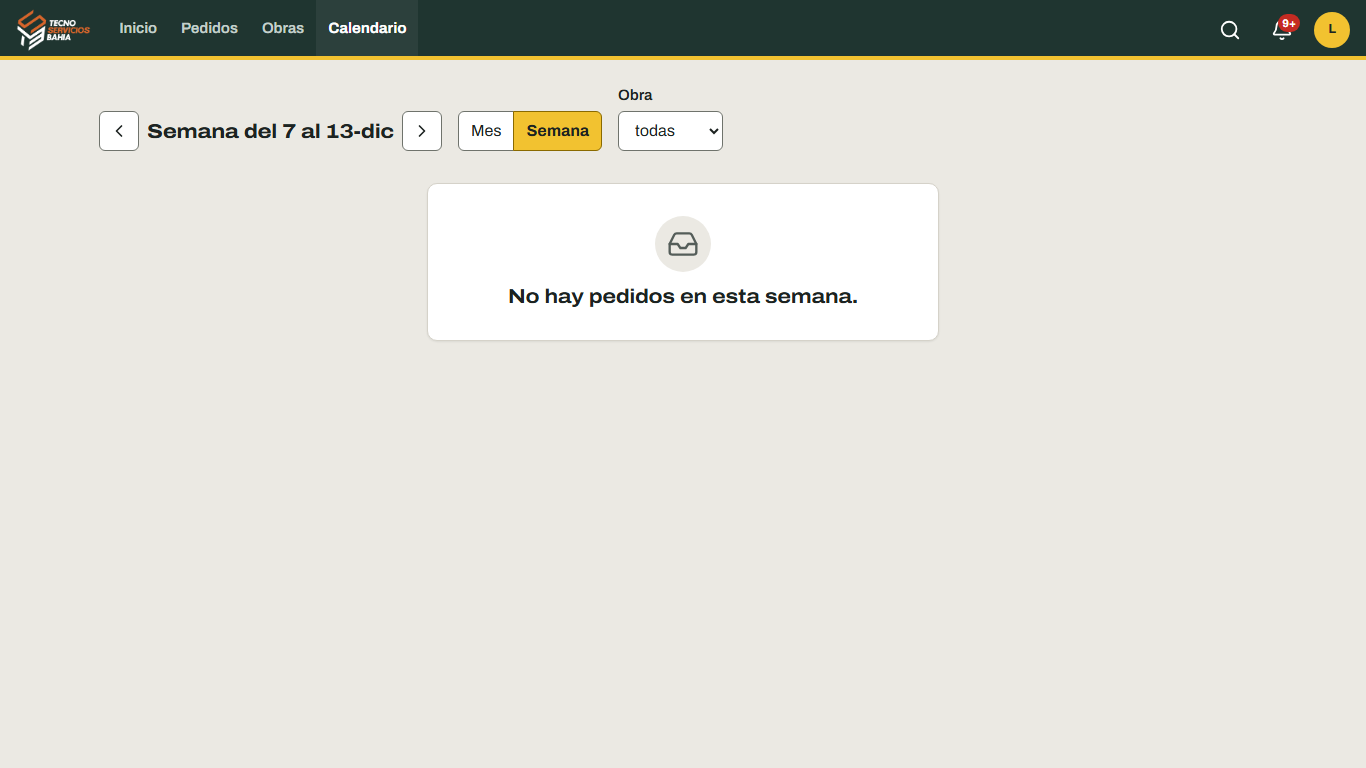 TECNO
SERVICIOS
BAHIA
Inicio
Pedidos
Obras
Calendario
9+
L
Obra
Semana del 7 al 13-dic
Mes
Semana
todas
No hay pedidos en esta semana.